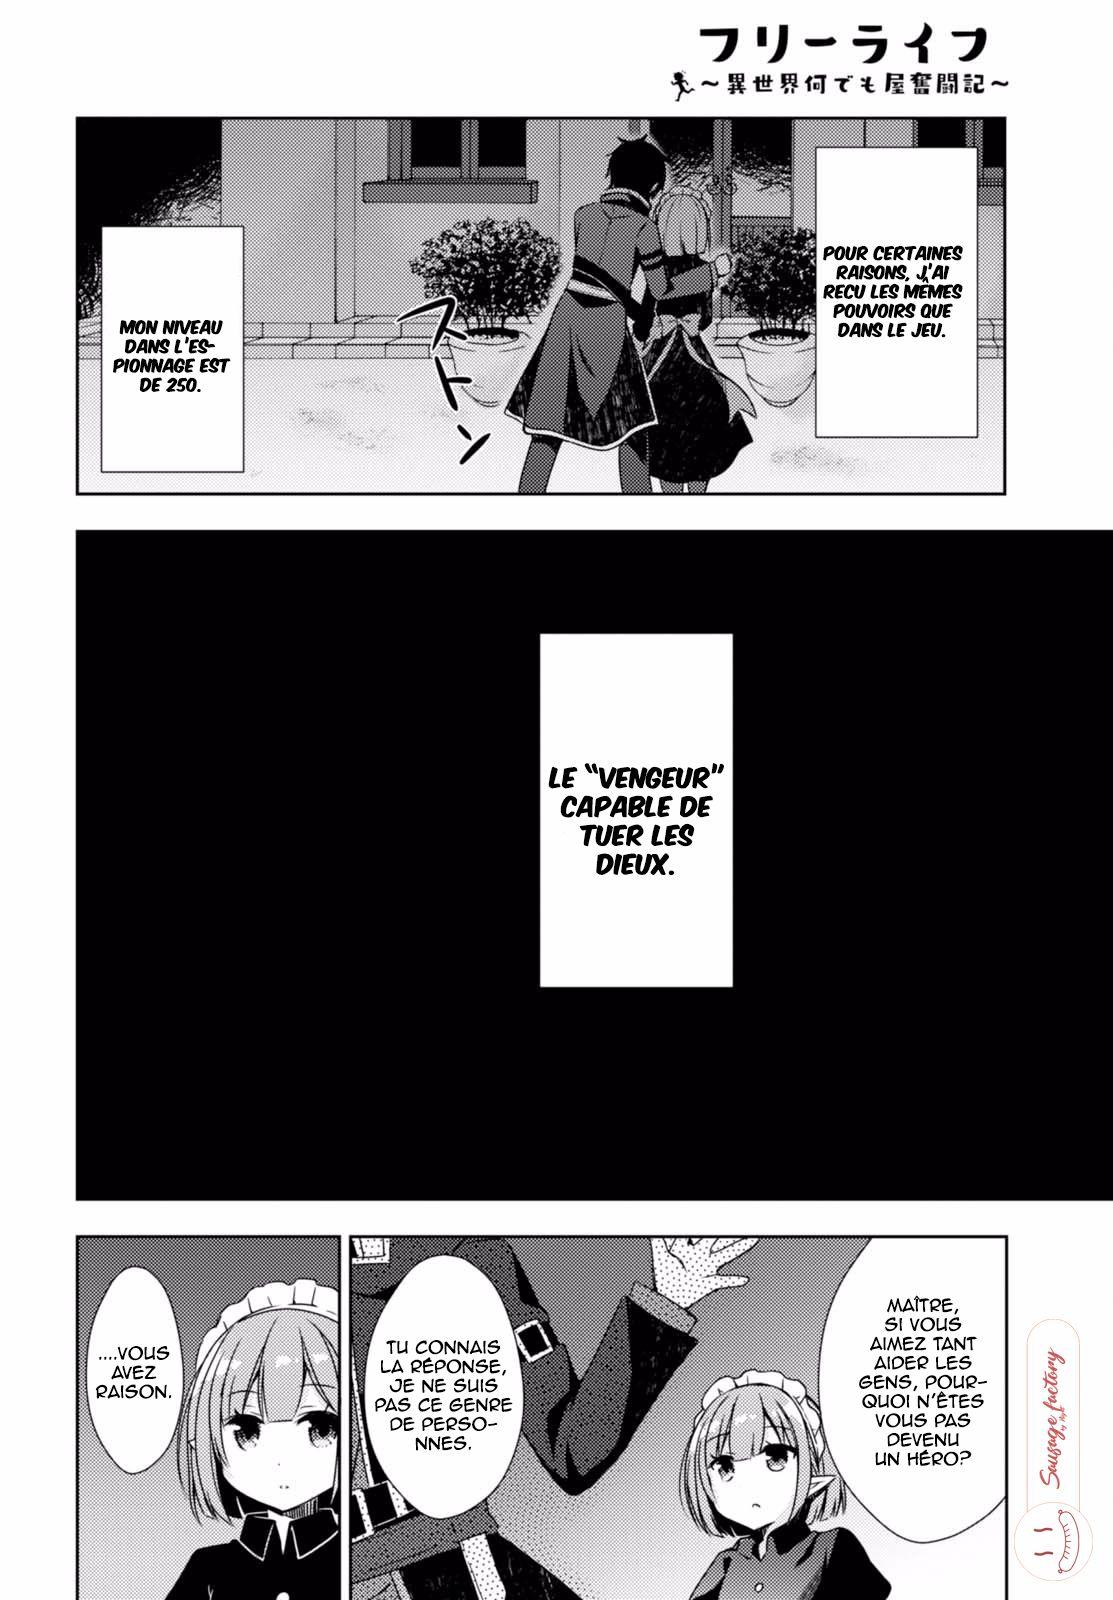 フリーライフ
〜異世界何でも屋奮闘記〜
POUR CERTAINES
RAISONS, J'AI
RECU LES MÊMES
POUVOIRS QUE
DANS LE JEU.
MON NIVEAU
DANS L'ES-
PIONNAGE EST
DE 250.
ストン
LE "VENGEUR"
CAPABLE DE
TUER LES
DIEUX.
MAÎTRE,
SI VOUS
AIMEZ TANT
AIDER LES
GENS, POUR-
QUOI N'ÊTES
VOUS PAS
DEVENU
UN HÉRO?
TU CONNAIS
LA RÉPONSE,
JE NE SUIS
PAS CE GENRE
DE PERSO-
NNES.
....VOUS
AVEZ
RAISON.
Sausage factory